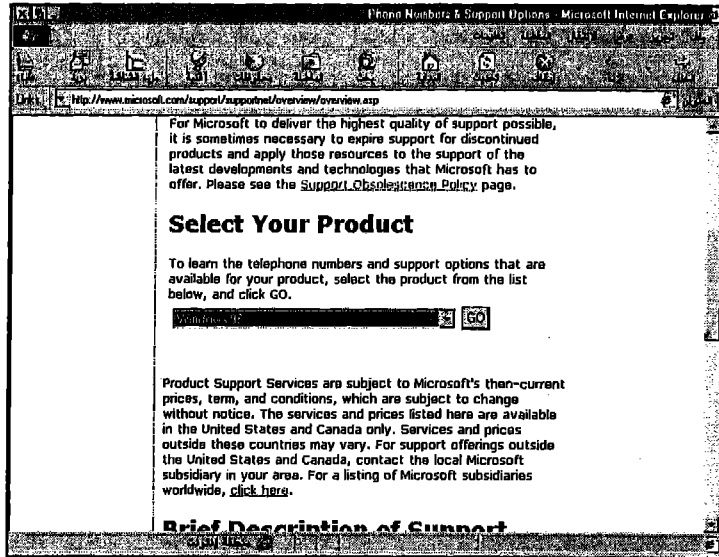 Phone Numbers & Support Options - Microsoft Internet Explorer
Links
http://www.microsoft.com/support/supportnet/overview/overview.asp
For Microsoft to deliver the highest quality of support possible,
it is sometimes necessary to expire support for discontinued
products and apply those resources to the support of the
latest developments and technologies that Microsoft has to
offer. Please see the Support Obsolescence Policy page.
Select Your Product
To learn the telephone numbers and support options that are
available for your product, select the product from the list
below, and click GO.
GO
Product Support Services are subject to Microsoft's then-current
prices, term, and conditions, which are subject to change
without notice. The services and prices listed here are available
in the United States and Canada only. Services and prices
outside these countries may vary. For support offerings outside
the United States and Canada, contact the local Microsoft
subsidiary in your area. For a listing of Microsoft subsidiaries
worldwide, click here.
Brief Description of Support